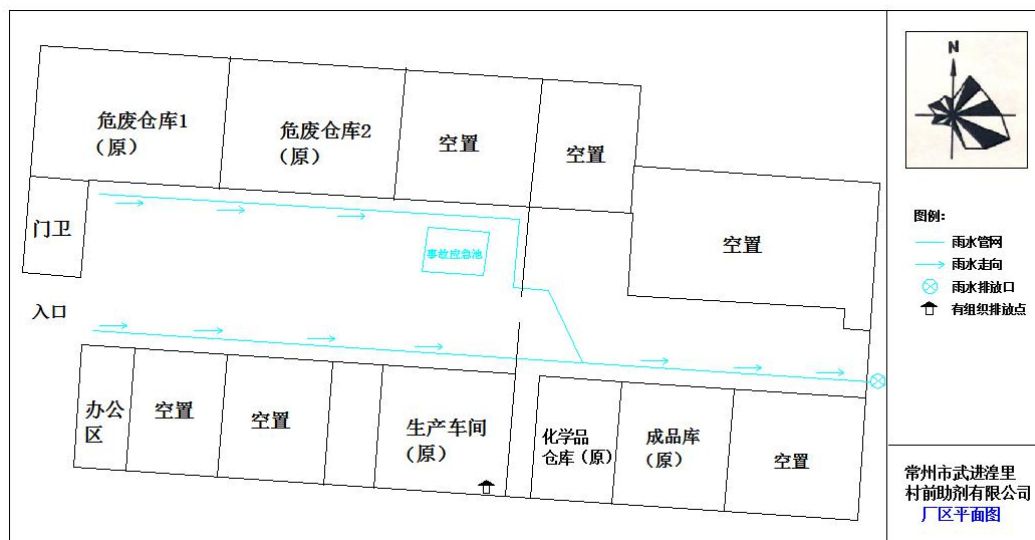 N
危废仓库1
（原）
危废仓库2
（原）
空置
空置
空置
门卫
事故应急池
入口
办公
区
空置
空置
生产车间
（原）
化学品
仓库（原）
成品库
（原）
空置
图例：
雨水管网
雨水走向
雨水排放口
有组织排放点
常州市武进湟里
村前助剂有限公司
厂区平面图